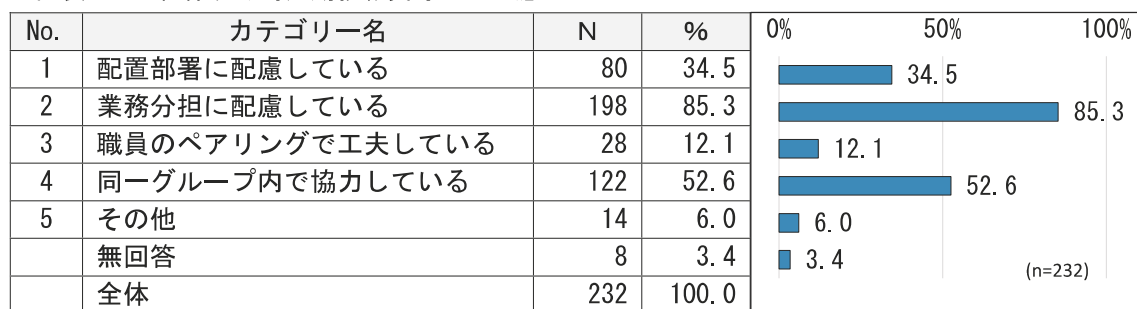 No. カテゴリー名 N % 0% 50% 100%
1 配置部署に配慮している 80 34.5 34.5
2 業務分担に配慮している 198 85.3 85.3
3 職員のペアリングで工夫している 28 12.1 12.1
4 同一グループ内で協力している 122 52.6 52.6
5 その他 14 6.0 6.0
無回答 8 3.4 3.4
(n=232)
全体 232 100.0